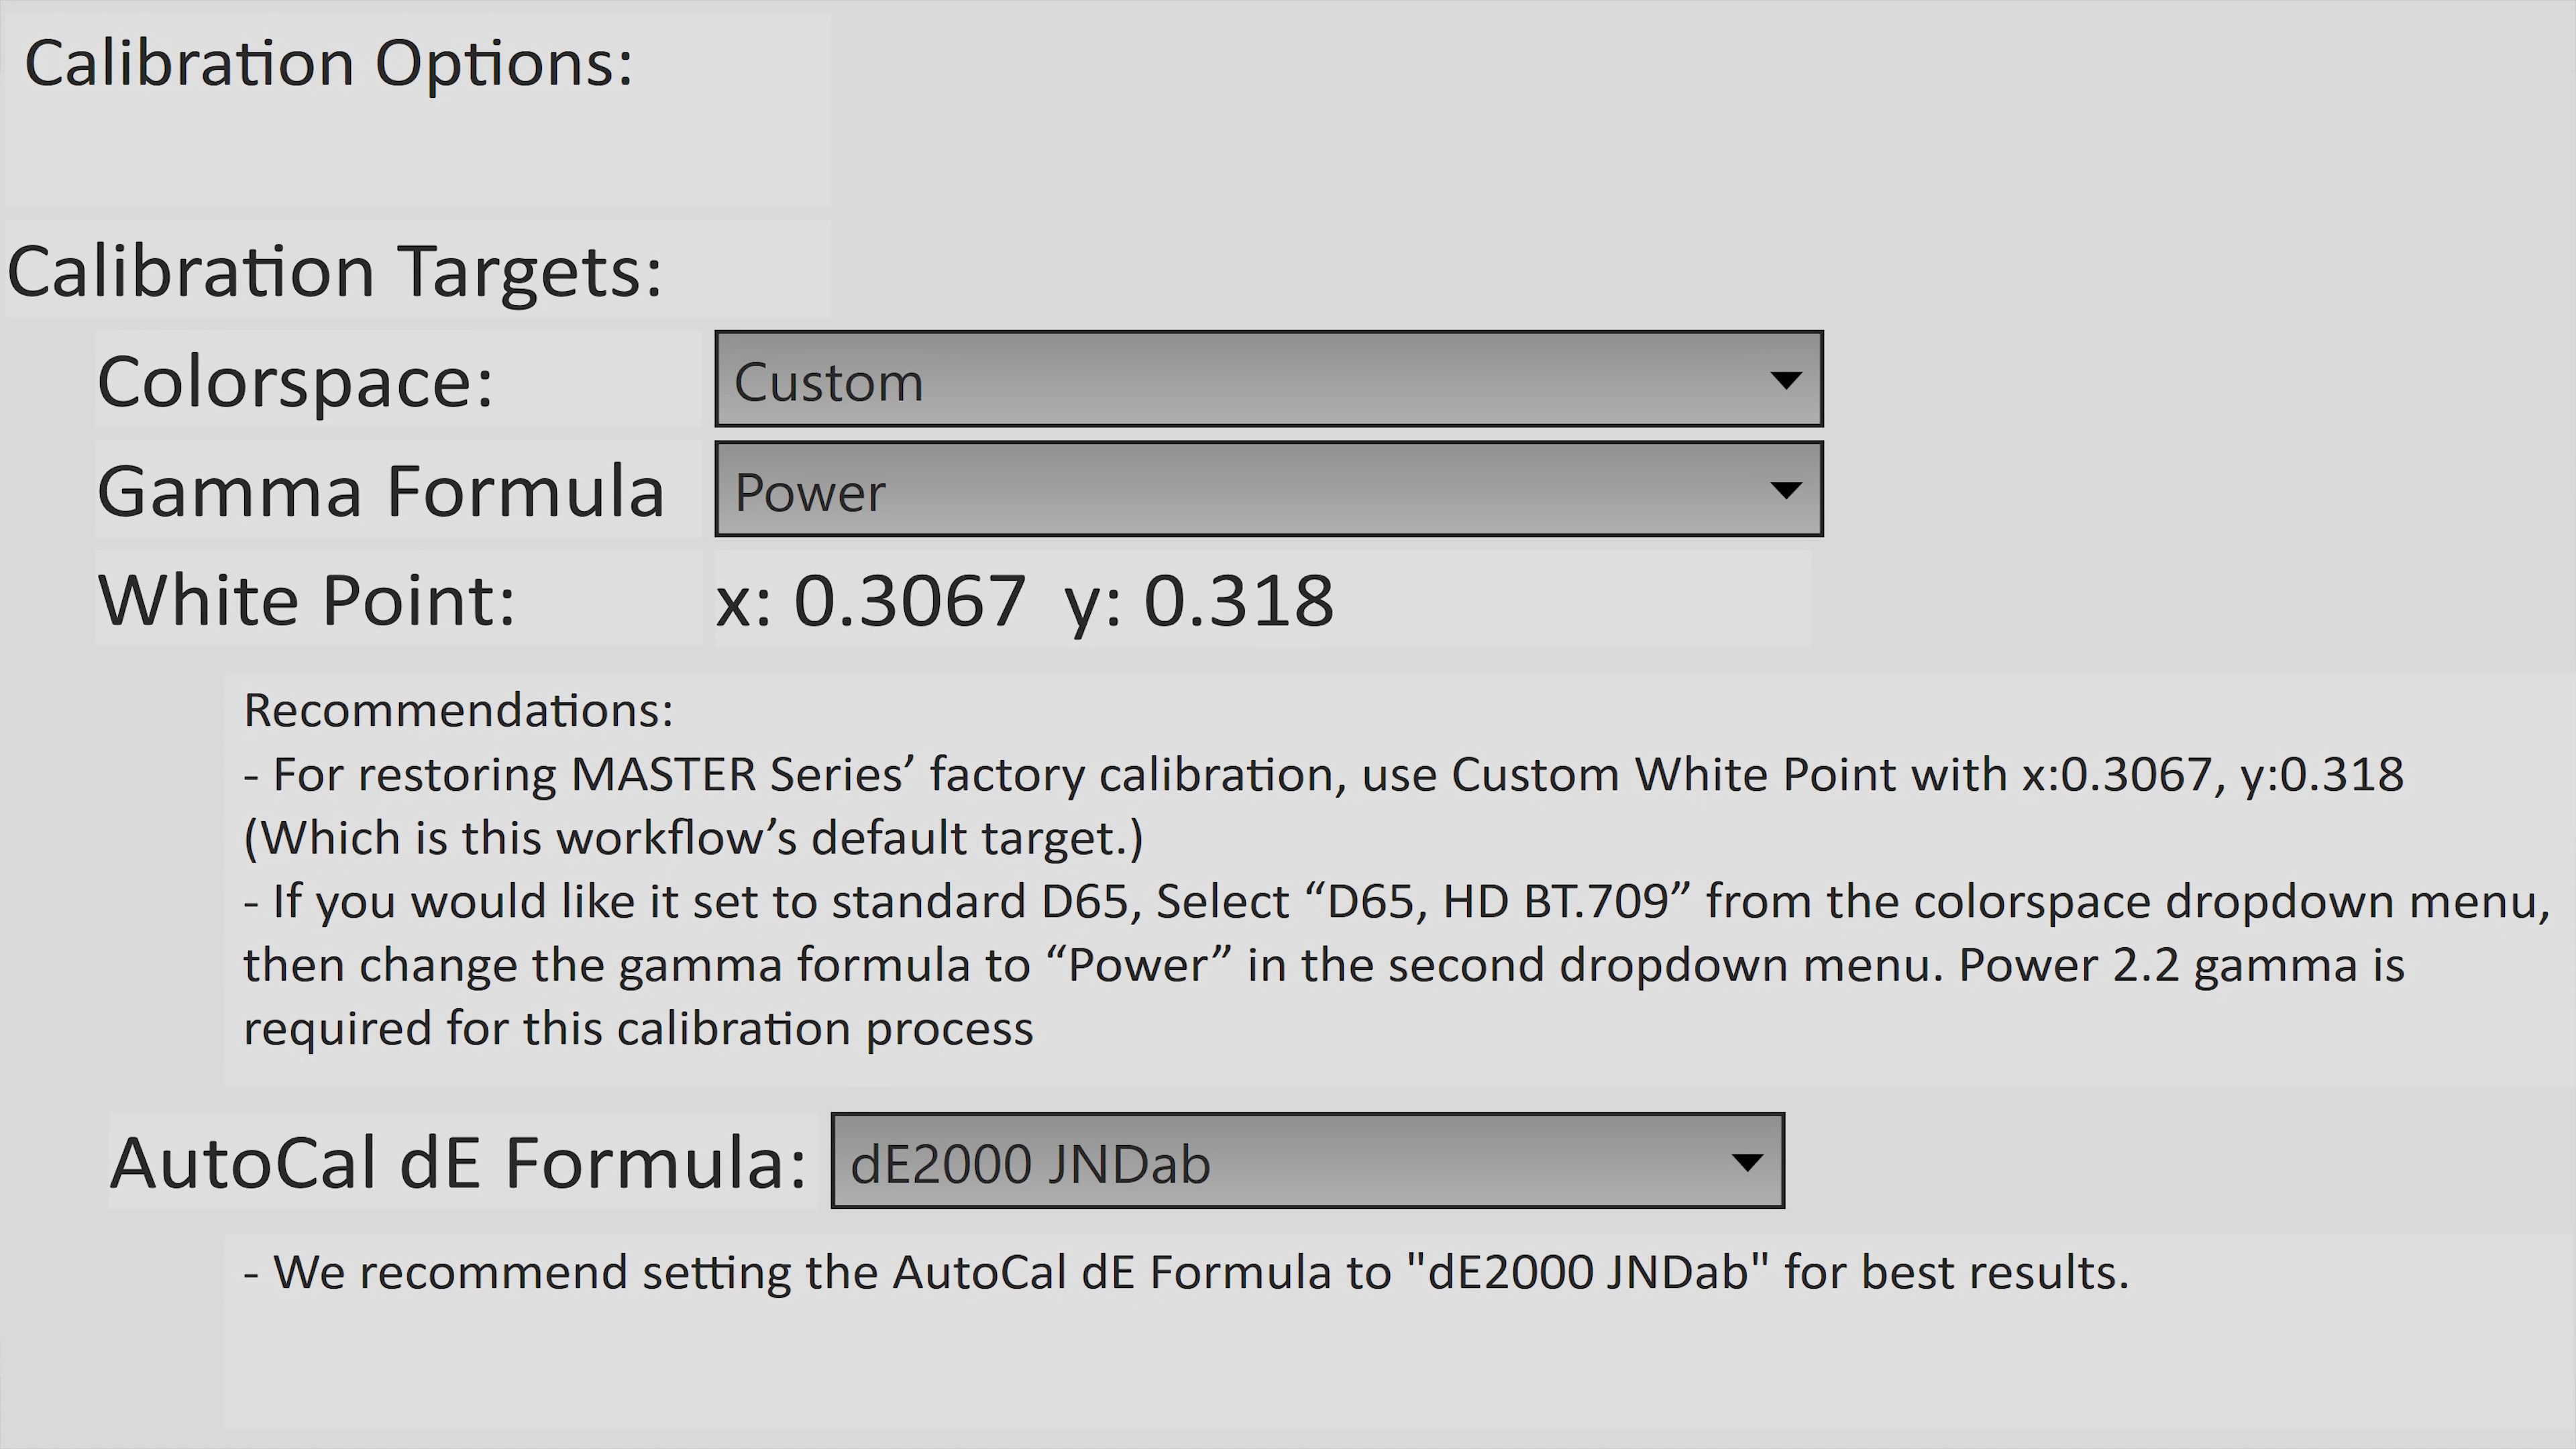 Calibration Options:
Calibration Targets:
Colorspace: Custom
Gamma Formula Power
White Point: x: 0.3067 y: 0.318
Recommendations:
- For restoring MASTER Series’ factory calibration, use Custom White Point with x:0.3067, y:0.318
(Which is this workflow’s default target.)
- If you would like it set to standard D65, Select “D65, HD BT.709” from the colorspace dropdown menu,
then change the gamma formula to “Power” in the second dropdown menu. Power 2.2 gamma is
required for this calibration process
AutoCal dE Formula: dE2000 JNDab
- We recommend setting the AutoCal dE Formula to "dE2000 JNDab" for best results.